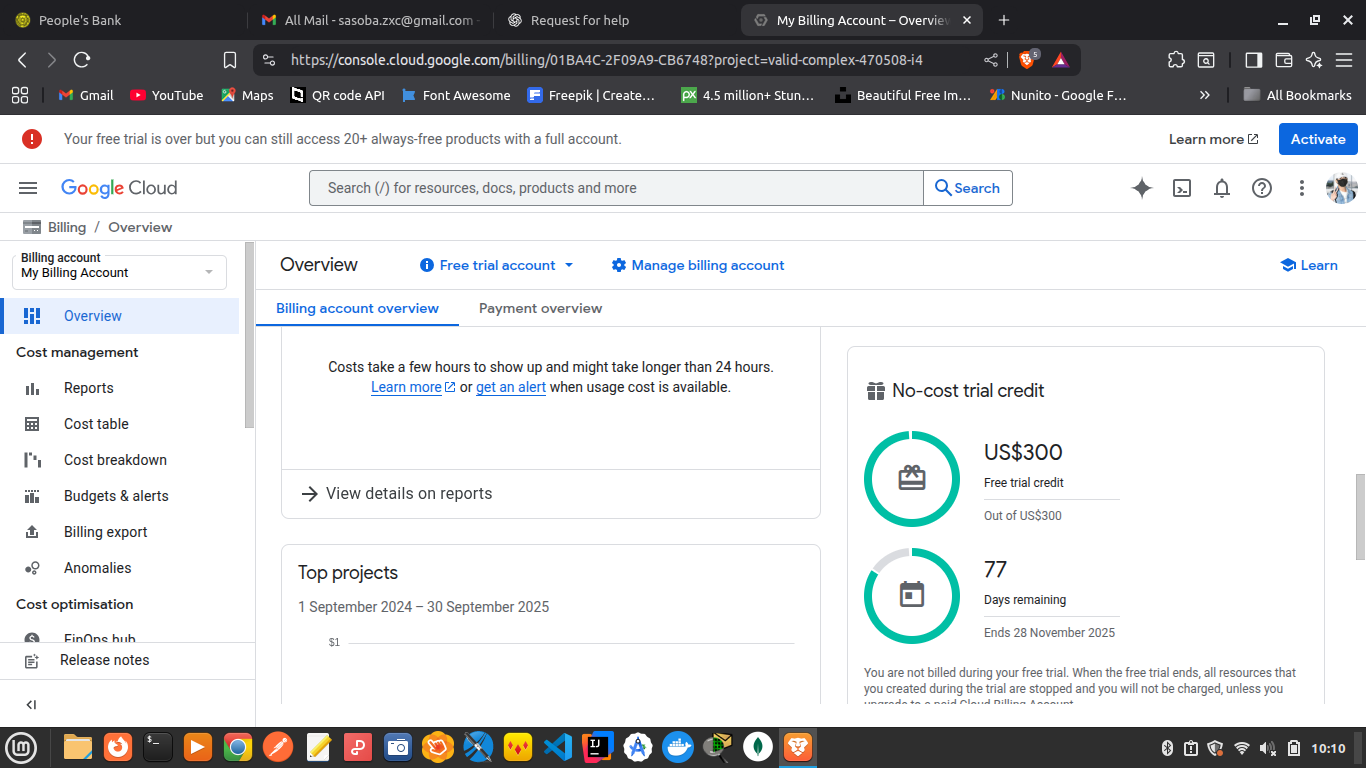 People's Bank
All Mail - sasoba.zxc@gmail.com -
Request for help
My Billing Account – Overview
https://console.cloud.google.com/billing/01BA4C-2F09A9-CB6748?project=valid-complex-470508-i4
5
Gmail
YouTube
Maps
QR code API
Font Awesome
Freepik | Create…
4.5 million+ Stun…
Beautiful Free Im…
Nunito - Google F…
All Bookmarks
Your free trial is over but you can still access 20+ always-free products with a full account.
Learn more
Activate
Google Cloud
Search (/) for resources, docs, products and more
Search
Billing / Overview
Billing account
My Billing Account
Overview
Cost management
Reports
Cost table
Cost breakdown
Budgets & alerts
Billing export
Anomalies
Cost optimisation
FinOps hub
Release notes
Overview
Free trial account
Manage billing account
Learn
Billing account overview
Payment overview
Costs take a few hours to show up and might take longer than 24 hours.
Learn more or get an alert when usage cost is available.
View details on reports
Top projects
1 September 2024 – 30 September 2025
$1
No-cost trial credit
US$300
Free trial credit
Out of US$300
77
Days remaining
Ends 28 November 2025
You are not billed during your free trial. When the free trial ends, all resources that
you created during the trial are stopped and you will not be charged, unless you
upgrade to a paid Cloud Billing Account
10:10